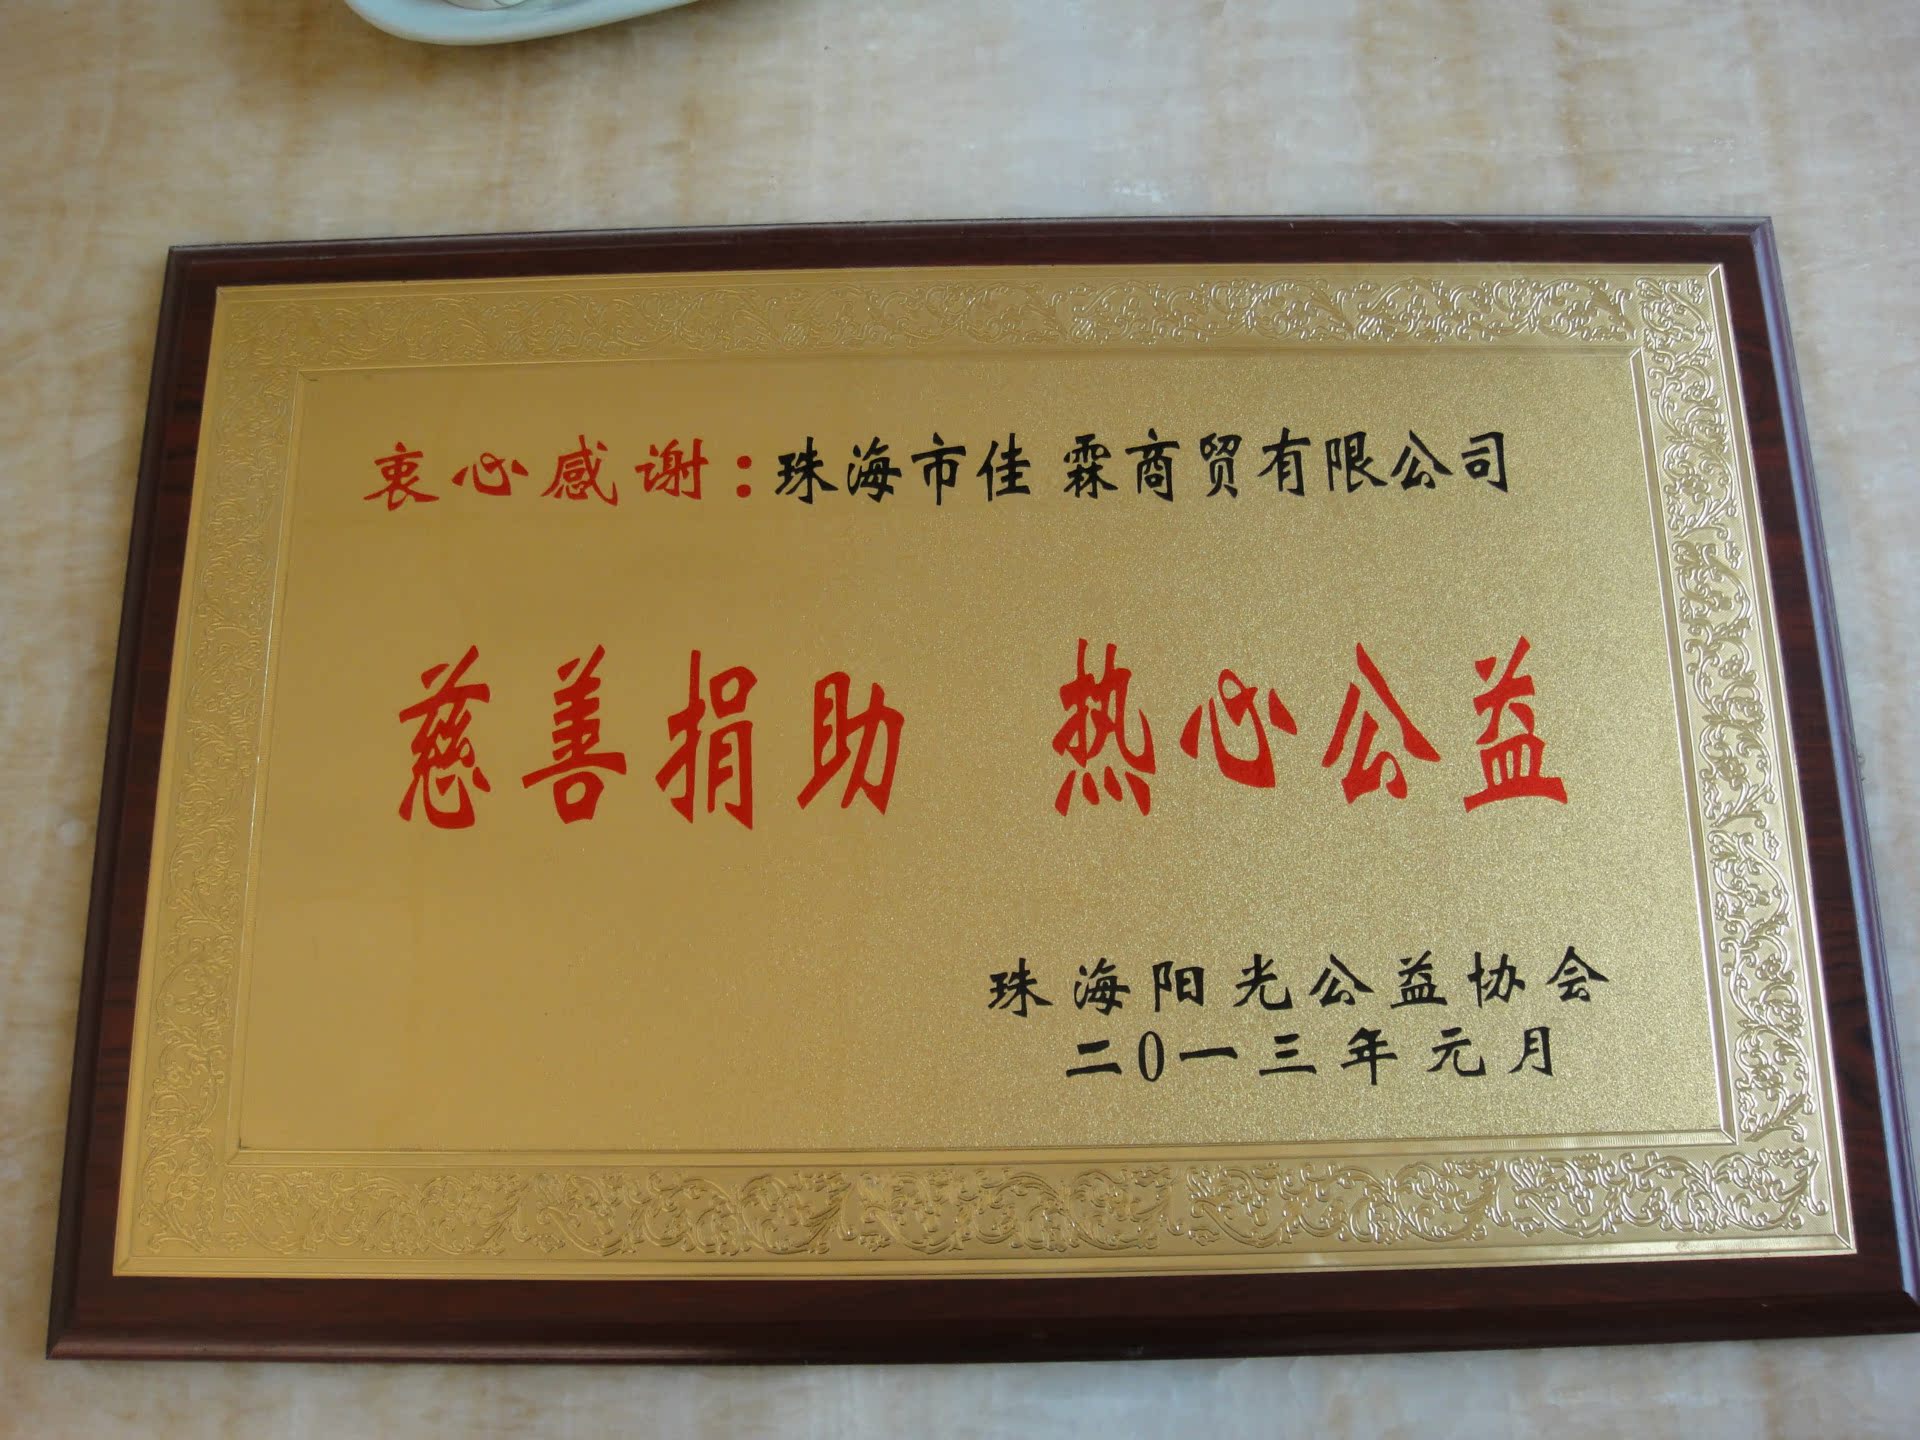 衷心感谢：珠海市佳霖商贸有限公司
慈善捐助 热心公益
珠海阳光公益协会
二0一三年元月